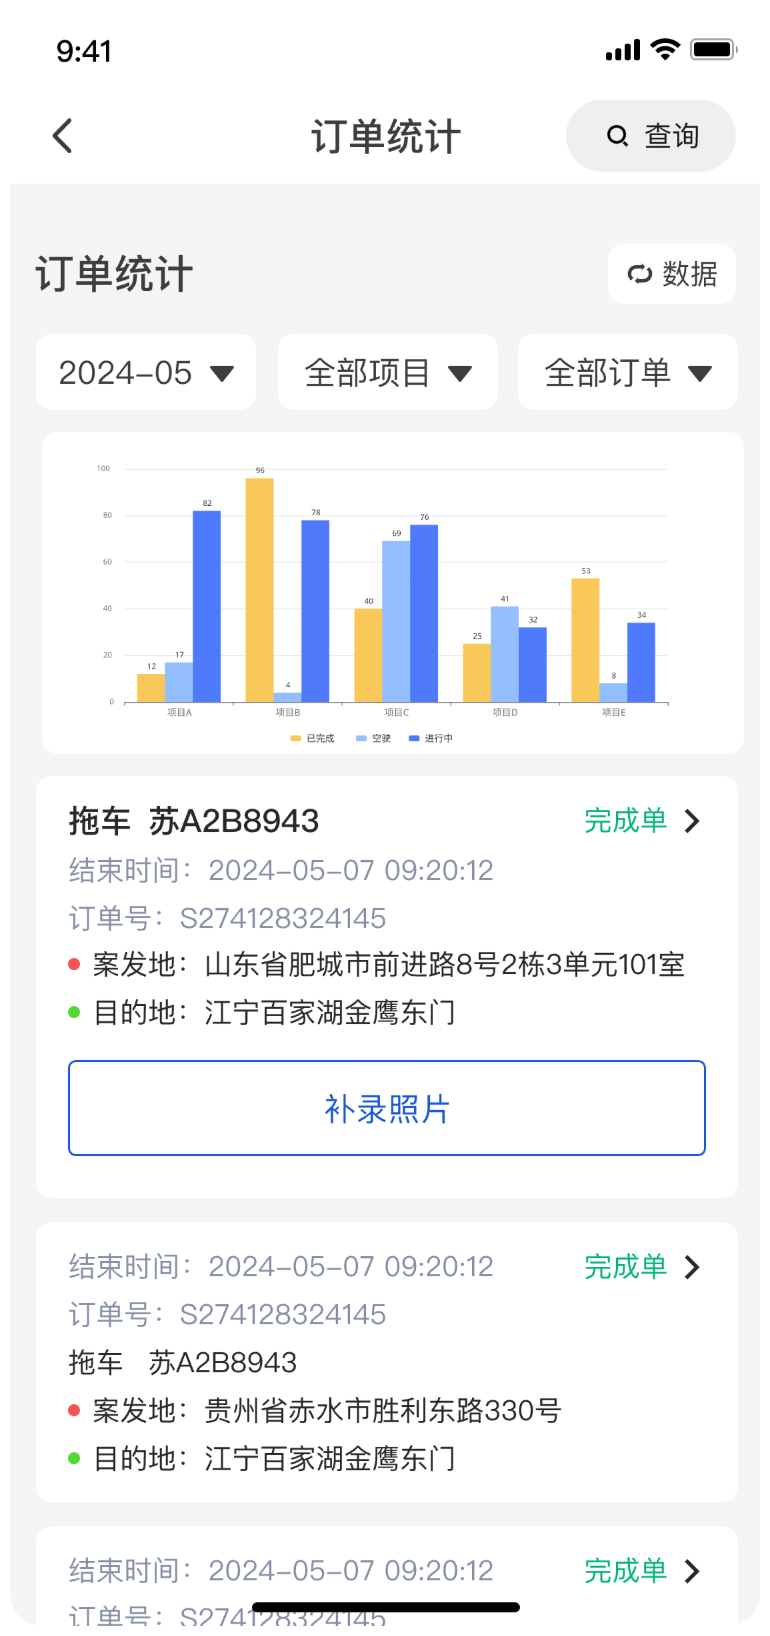 9:41
订单统计
查询
订单统计
数据
2024-05
全部项目
全部订单
100
80
60
40
20
0
12
17
82
96
4
78
40
69
76
25
41
32
53
8
34
项目A
项目B
项目C
项目D
项目E
已完成
空驶
进行中
拖车 苏A2B8943
完成单
结束时间：2024-05-07 09:20:12
订单号：S274128324145
案发地：山东省肥城市前进路8号2栋3单元101室
目的地：江宁百家湖金鹰东门
补录照片
结束时间：2024-05-07 09:20:12
完成单
订单号：S274128324145
拖车 苏A2B8943
案发地：贵州省赤水市胜利东路330号
目的地：江宁百家湖金鹰东门
结束时间：2024-05-07 09:20:12
完成单
订单号：S274128324145